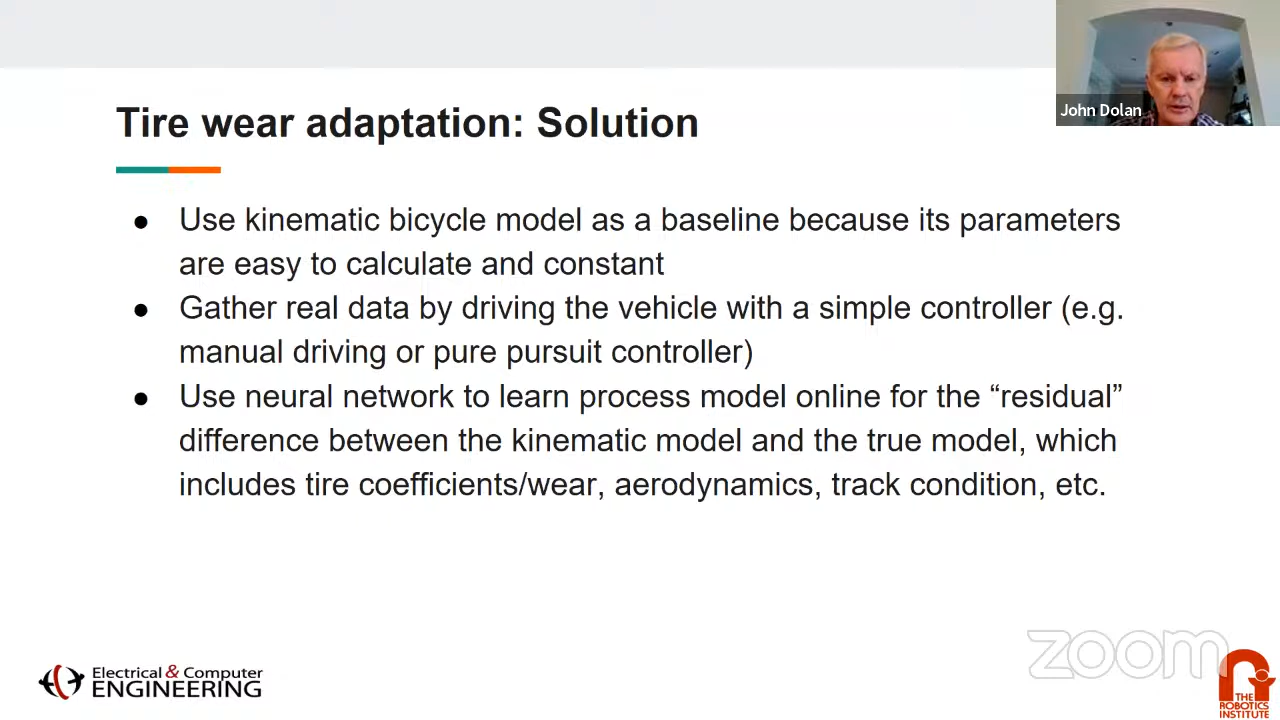 John Dolan
Tire wear adaptation: Solution
● Use kinematic bicycle model as a baseline because its parameters
are easy to calculate and constant
● Gather real data by driving the vehicle with a simple controller (e.g.
manual driving or pure pursuit controller)
● Use neural network to learn process model online for the “residual”
difference between the kinematic model and the true model, which
includes tire coefficients/wear, aerodynamics, track condition, etc.
zoom
Electrical & Computer
ENGINEERING
THE
ROBOTICS
INSTITUTE